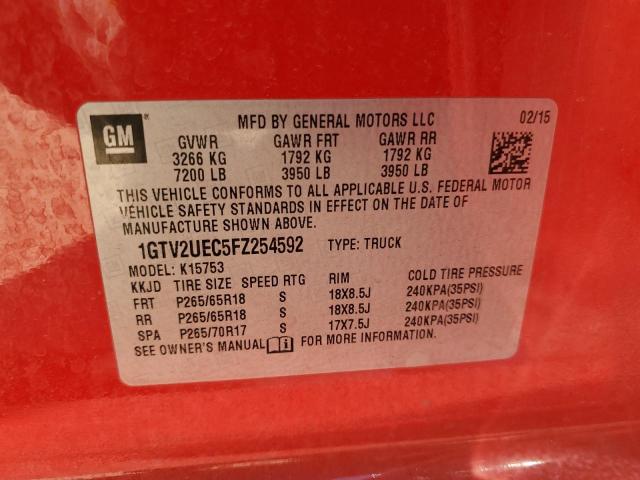 GM MFD BY GENERAL MOTORS LLC 02/15
GVWR GAWR FRT GAWR RR
3266 KG 1792 KG 1792 KG
7200 LB 3950 LB 3950 LB
THIS VEHICLE CONFORMS TO ALL APPLICABLE U.S. FEDERAL MOTOR
VEHICLE SAFETY STANDARDS IN EFFECT ON THE DATE OF
MANUFACTURE SHOWN ABOVE.
1GTV2UEC5FZ254592 TYPE: TRUCK
MODEL: K15753
KKJD TIRE SIZE SPEED RTG RIM COLD TIRE PRESSURE
FRT P265/65R18 S 18X8.5J 240KPA(35PSI)
RR P265/65R18 S 18X8.5J 240KPA(35PSI)
SPA P265/70R17 S 17X7.5J 240KPA(35PSI)
SEE OWNER'S MANUAL FOR MORE INFORMATION.